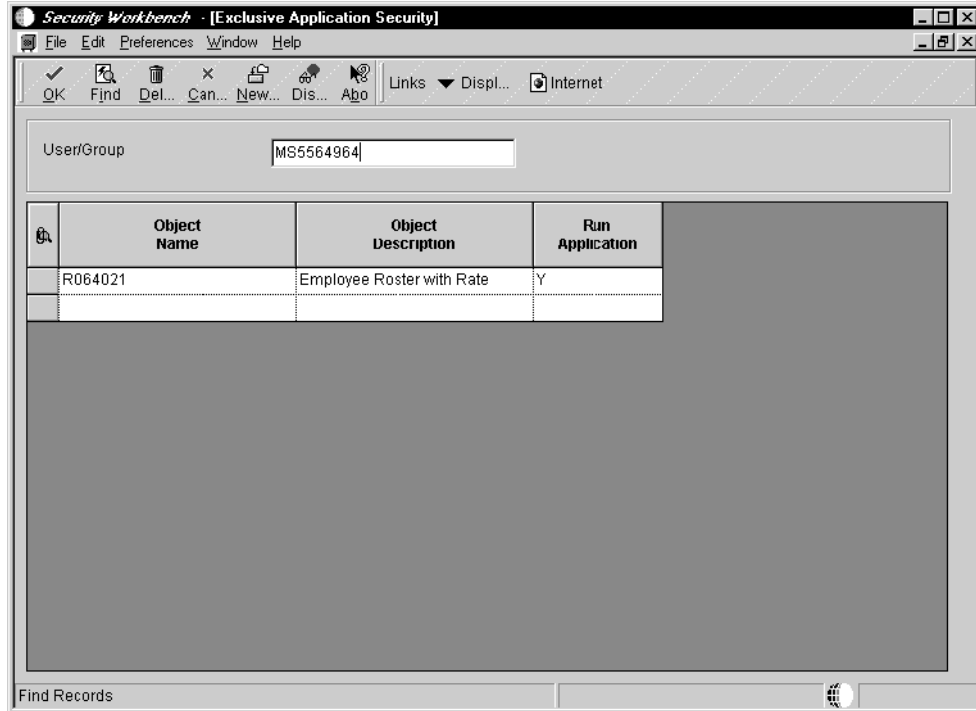 Security Workbench - [Exclusive Application Security]
File Edit Preferences Window Help
OK Find Del... Can... New... Dis... Abo Links Displ... Internet
User/Group MS5564964
Object Name Object Description Run Application
R064021 Employee Roster with Rate Y
Find Records